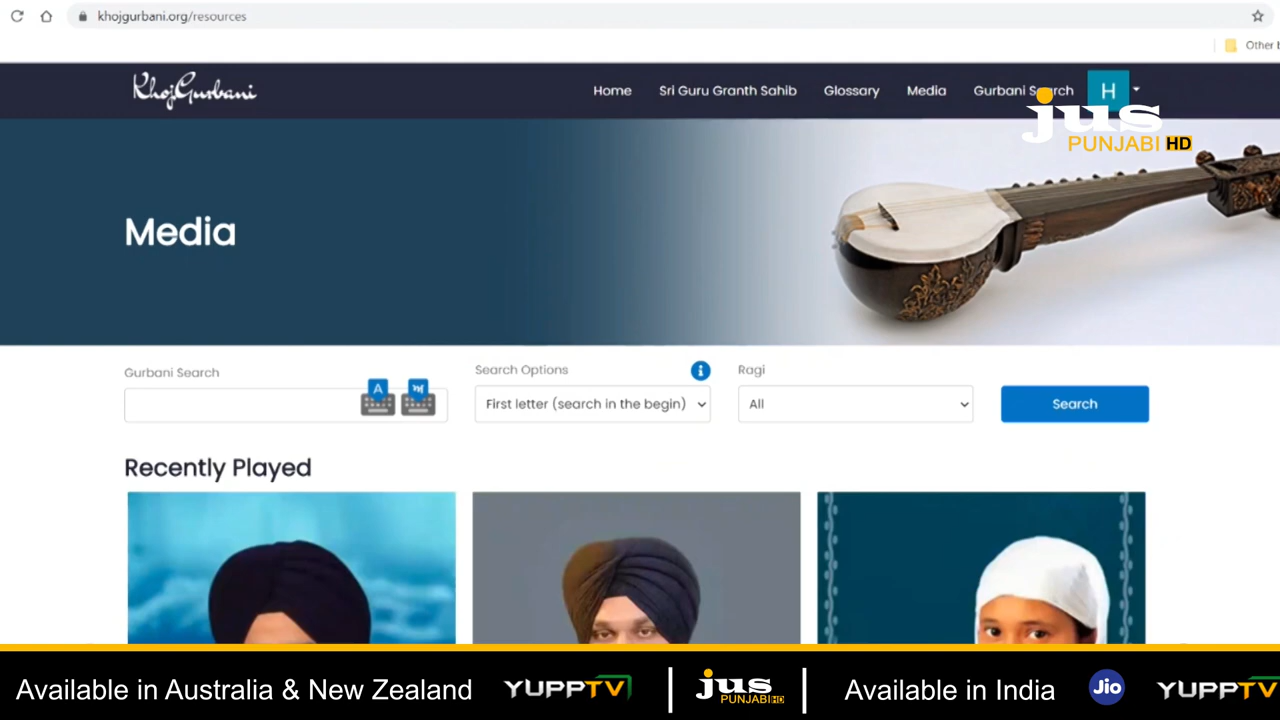 khojgurbani.org/resources
Other b
KhojGurbani
Home Sri Guru Granth Sahib Glossary Media Gurbani Search H
jus
PUNJABI HD
Media
Gurbani Search
Search Options
Ragi
A ਅ
First letter (search in the begin)
All
Search
Recently Played
Available in Australia & New Zealand YUPPTV jus PUNJABI HD Available in India Jio YUPPTV